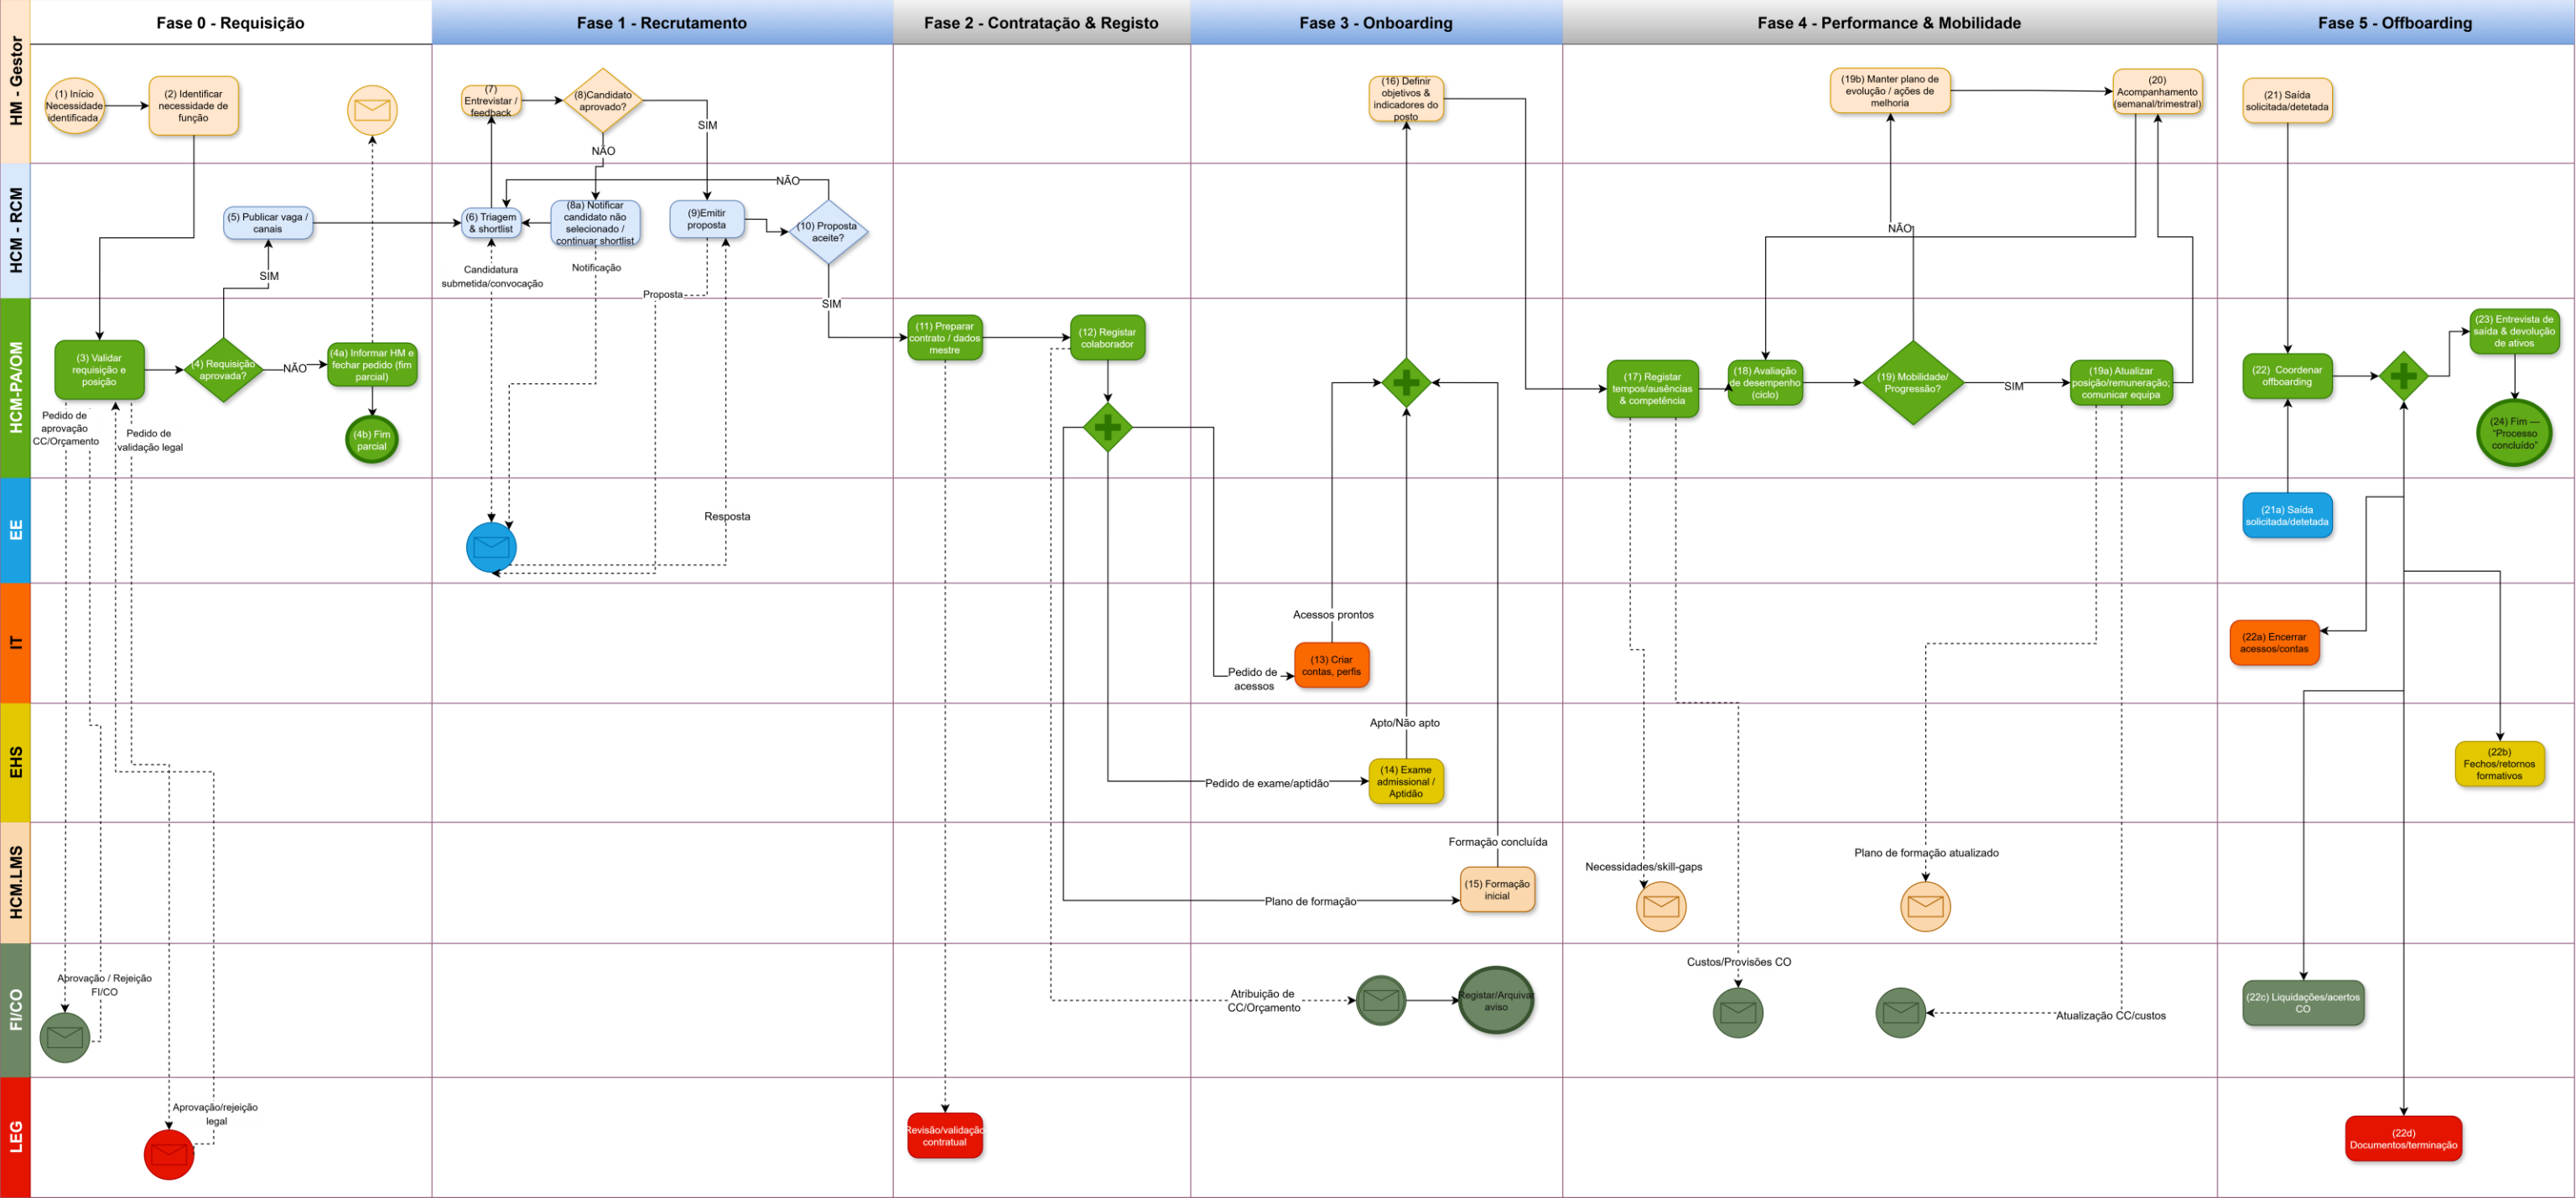 Fase 0 - Requisição
Fase 1 - Recrutamento
Fase 2 - Contratação & Registo
Fase 3 - Onboarding
Fase 4 - Performance & Mobilidade
Fase 5 - Offboarding
HM - Gestor
(1) Início
Necessidade
identificada
(2) Identificar
necessidade de
função
(7)
Entrevistar /
feedback
(8)Candidato
aprovado?
SIM
NÃO
(16) Definir
objetivos &
indicadores do
posto
(19b) Manter plano de
evolução / ações de
melhoria
(20)
Acompanhamento
(semanal/trimestral)
(21) Saída
solicitada/detetada
HCM - RCM
(5) Publicar vaga /
canais
SIM
(6) Triagem
& shortlist
(8a) Notificar
candidato não
selecionado /
continuar shortlist
(9)Emitir
proposta
NÃO
(10) Proposta
aceite?
Candidatura
submetida/convocação
Notificação
Proposta
SIM
NÃO
HCM-PA/OM
(3) Validar
requisição e
posição
(4) Requisição
aprovada?
NÃO
(4a) Informar HM e
fechar pedido (fim
parcial)
(4b) Fim
parcial
Pedido de
aprovação
CC/Orçamento
Pedido de
validação legal
(11) Preparar
contrato / dados
mestre
(12) Registar
colaborador
(17) Registar
tempos/ausências
& competência
(18) Avaliação
de desempenho
(ciclo)
(19) Mobilidade/
Progressão?
SIM
(19a) Atualizar
posição/remuneração;
comunicar equipa
(22)  Coordenar
offboarding
(23) Entrevista de
saída & devolução
de ativos
(24) Fim —
"Processo
concluído"
EE
Resposta
(21a) Saída
solicitada/detetada
IT
Acessos prontos
(13) Criar
contas, perfis
Pedido de
acessos
(22a) Encerrar
acessos/contas
EHS
Apto/Não apto
(14) Exame
admissional /
Aptidão
Pedido de exame/aptidão
(22b)
Fechos/retornos
formativos
HCM.LMS
Formação concluída
(15) Formação
inicial
Plano de formação
Necessidades/skill-gaps
Plano de formação atualizado
FI/CO
Aprovação / Rejeição
FI/CO
Atribuição de
CC/Orçamento
Registar/Arquivar
aviso
Custos/Provisões CO
Atualização CC/custos
(22c) Liquidações/acertos
CO
LEG
Aprovação/rejeição
legal
Revisão/validação
contratual
(22d)
Documentos/terminação